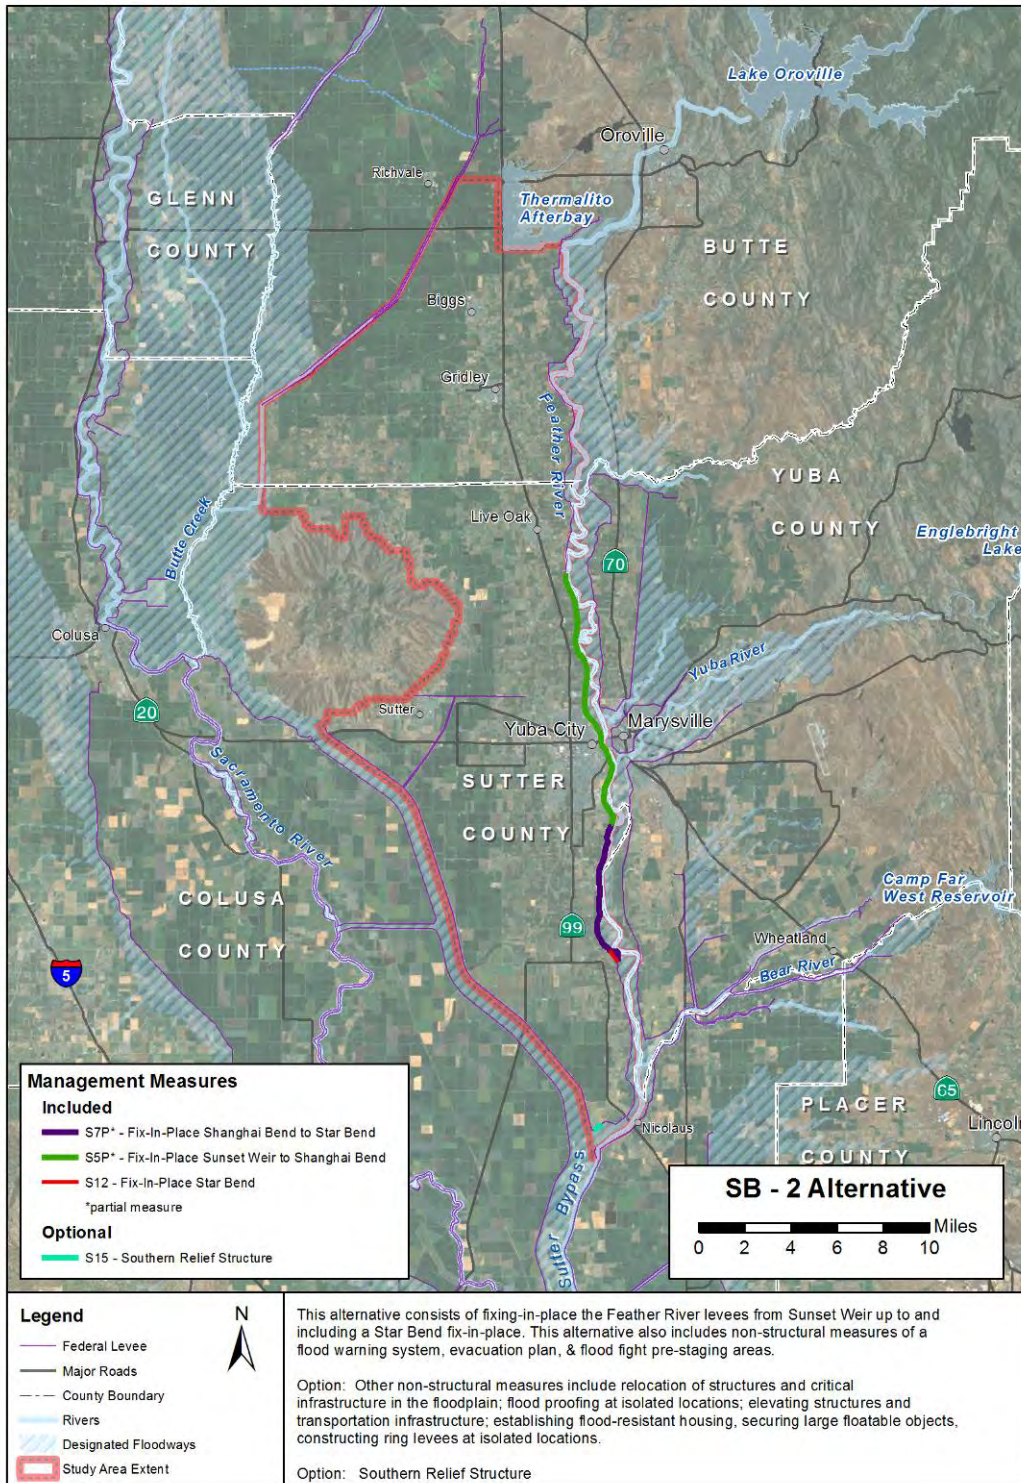 Lake Oroville
Oroville
Richvale
GLENN
COUNTY
Thermalito
Afterbay
BUTTE
COUNTY
Biggs
Gridley
Feather River
YUBA
COUNTY
Butte Creek
Live Oak
Englebright
Lake
70
Colusa
Yuba River
20
Sutter
Marysville
Yuba City
SUTTER
COUNTY
Sacramento River
COLUSA
COUNTY
Camp Far
West Reservoir
99
Wheatland
5
Bear River
65
PLACER
COUNTY
Lincoln
Nicolaus
Sutter Bypass
Management Measures
Included
S7P* - Fix-In-Place Shanghai Bend to Star Bend
S5P* - Fix-In-Place Sunset Weir to Shanghai Bend
S12 - Fix-In-Place Star Bend
*partial measure
Optional
S15 - Southern Relief Structure
SB - 2 Alternative
Miles
0 2 4 6 8 10
Legend
N
Federal Levee
Major Roads
County Boundary
Rivers
Designated Floodways
Study Area Extent
This alternative consists of fixing-in-place the Feather River levees from Sunset Weir up to and
including a Star Bend fix-in-place. This alternative also includes non-structural measures of a
flood warning system, evacuation plan, & flood fight pre-staging areas.
Option: Other non-structural measures include relocation of structures and critical
infrastructure in the floodplain; flood proofing at isolated locations; elevating structures and
transportation infrastructure; establishing flood-resistant housing, securing large floatable objects,
constructing ring levees at isolated locations.
Option: Southern Relief Structure